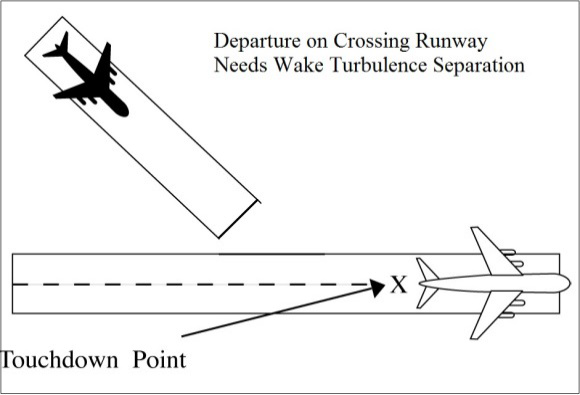 Departure on Crossing Runway
Needs Wake Turbulence Separation
X
Touchdown Point